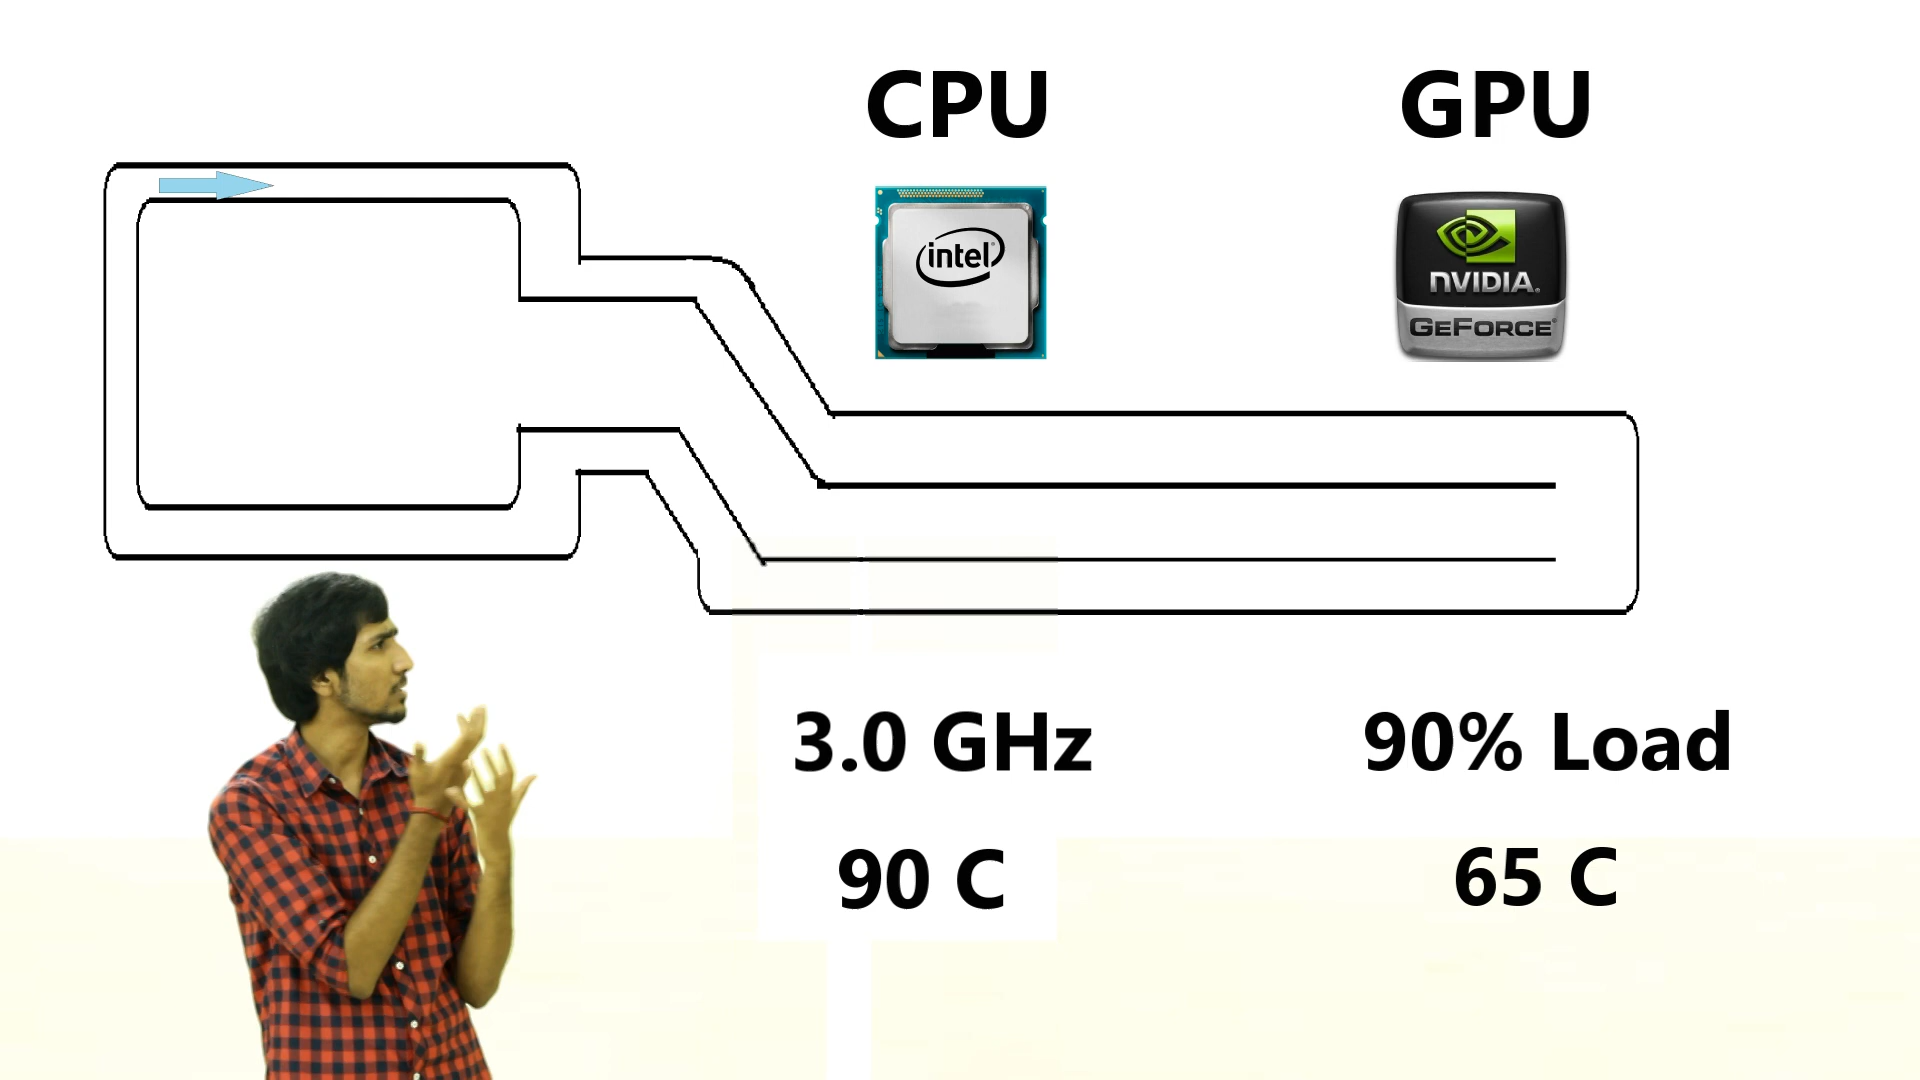 CPU
GPU
intel
NVIDIA.
GEFORCE
3.0 GHz
90% Load
90 C
65 C